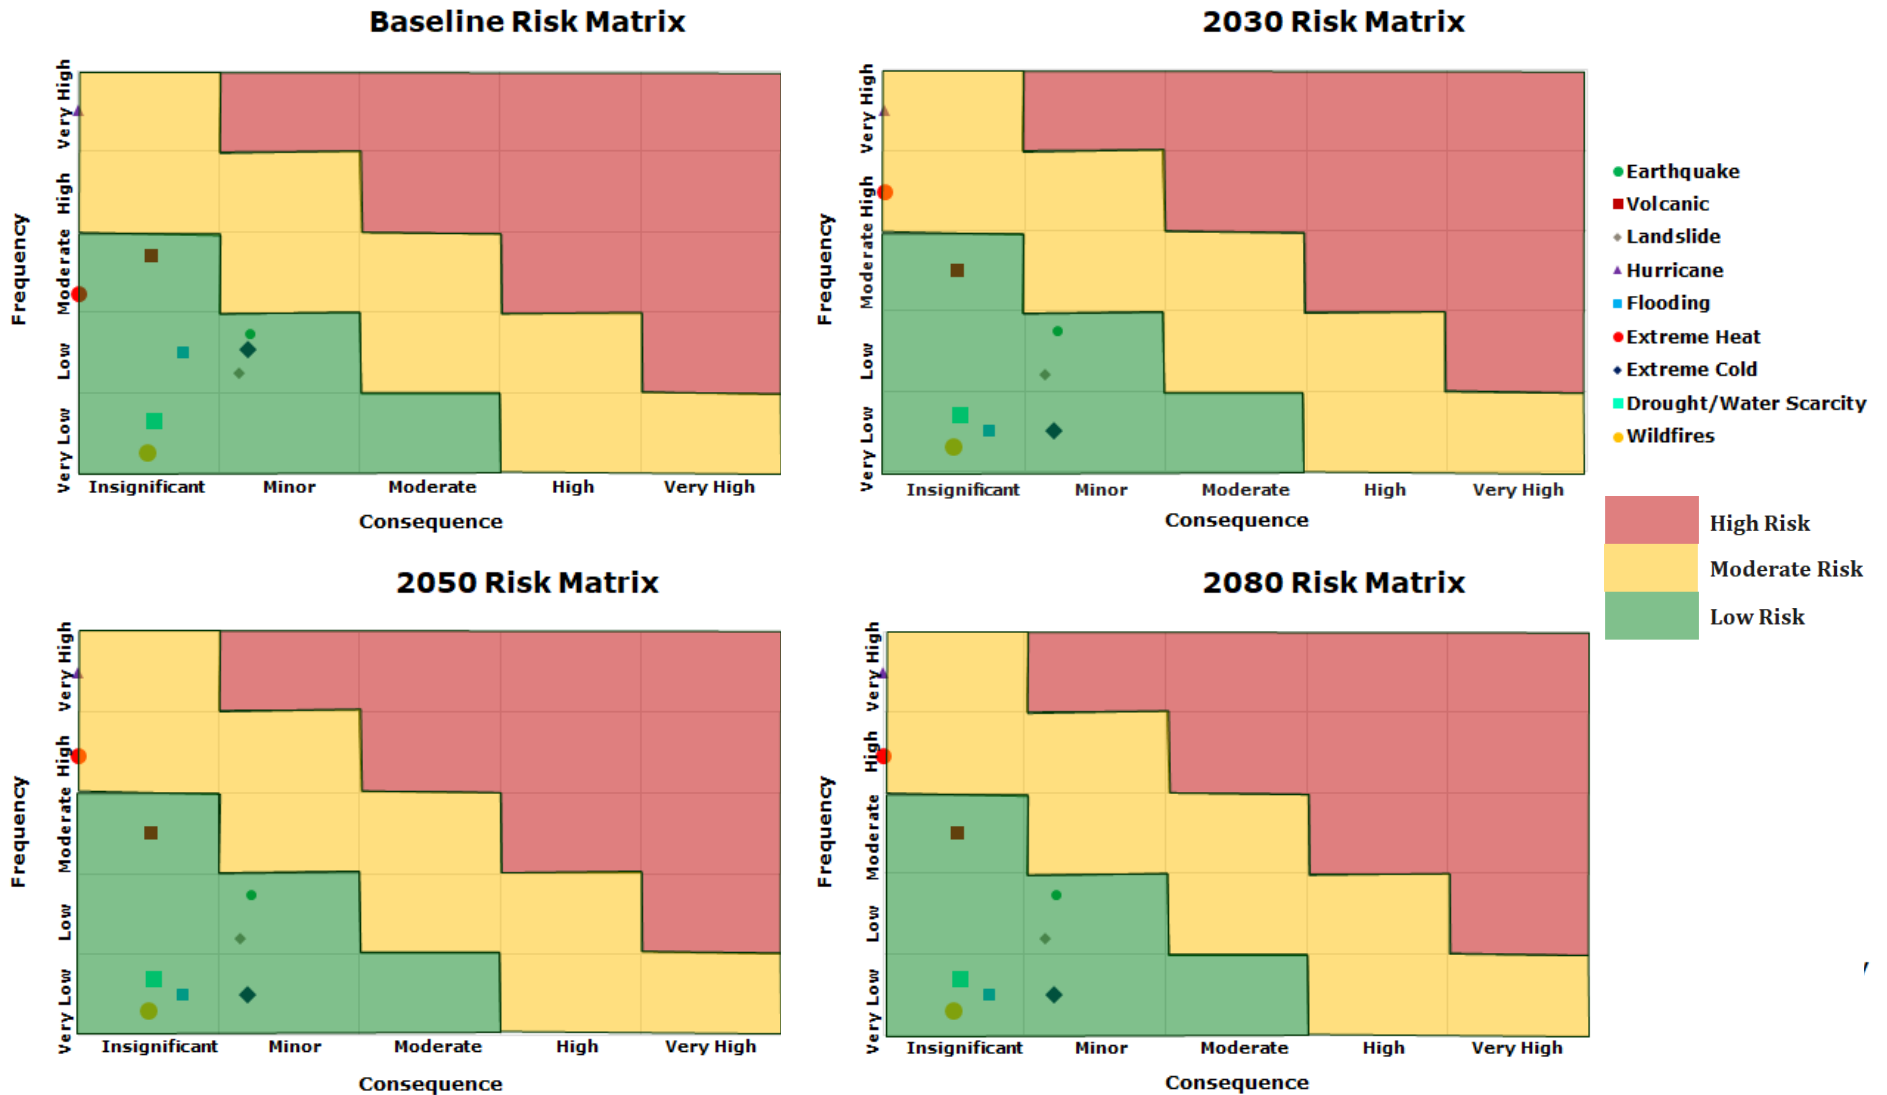 Baseline Risk Matrix
Very High
High
Moderate
Low
Very Low
Frequency
Insignificant Minor Moderate High Very High
Consequence
2030 Risk Matrix
Very High
High
Moderate
Low
Very Low
Frequency
Insignificant Minor Moderate High Very High
Consequence
Earthquake
Volcanic
Landslide
Hurricane
Flooding
Extreme Heat
Extreme Cold
Drought/Water Scarcity
Wildfires
High Risk
Moderate Risk
Low Risk
2050 Risk Matrix
Very High
High
Moderate
Low
Very Low
Frequency
Insignificant Minor Moderate High Very High
Consequence
2080 Risk Matrix
Very High
High
Moderate
Low
Very Low
Frequency
Insignificant Minor Moderate High Very High
Consequence